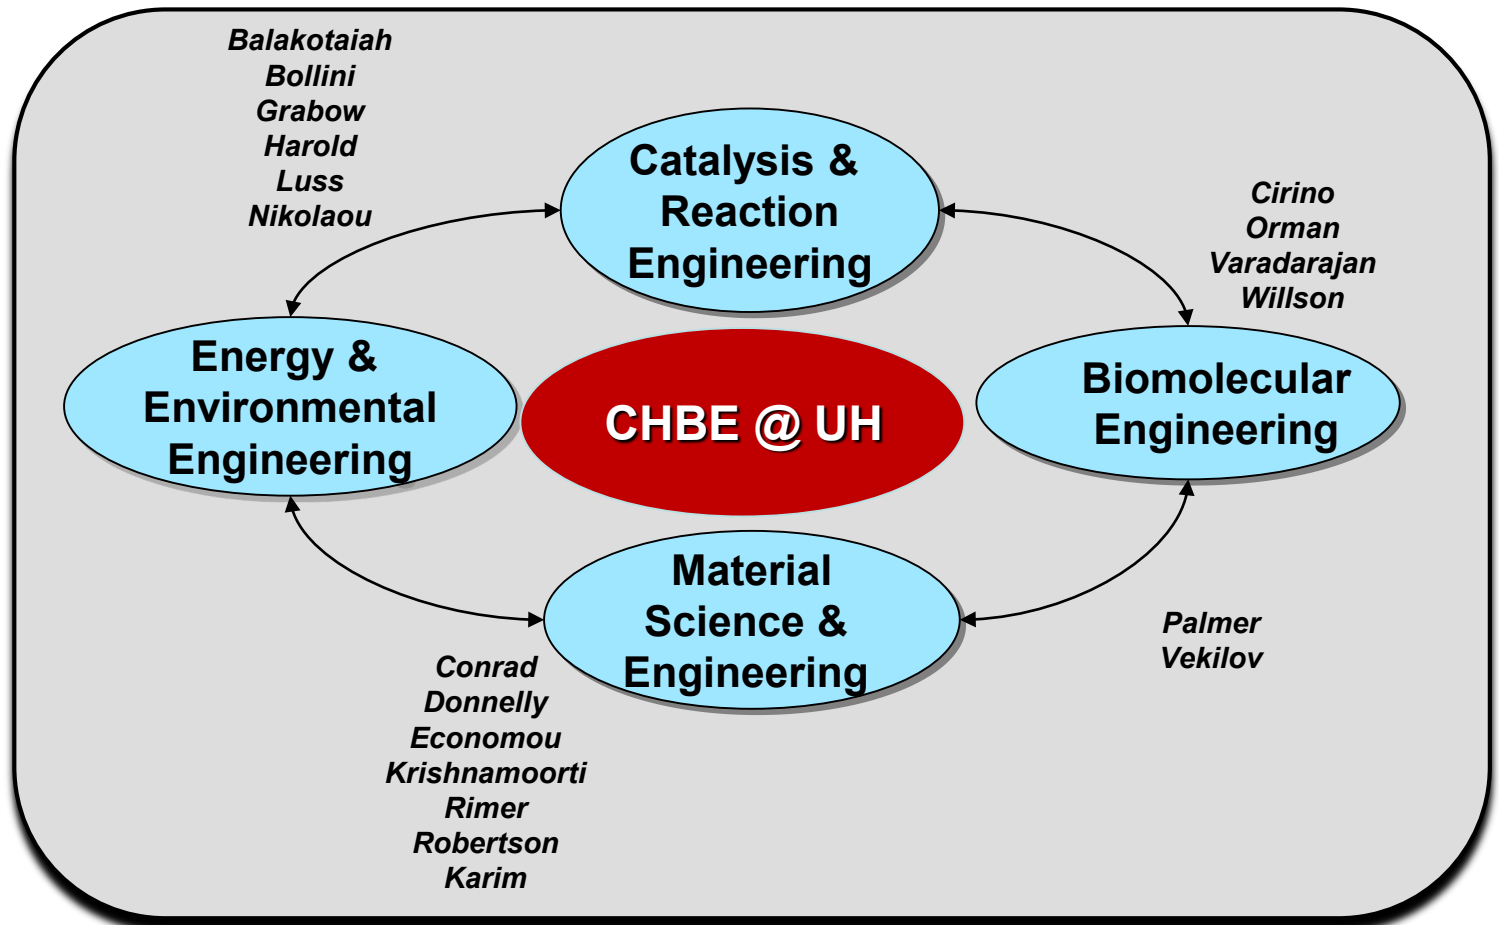 Balakotaiah
Bollini
Grabow
Harold
Luss
Nikolaou
Catalysis &
Reaction
Engineering
Cirino
Orman
Varadarajan
Willson
Energy &
Environmental
Engineering
CHBE @ UH
Biomolecular
Engineering
Material
Science &
Engineering
Conrad
Donnelly
Economou
Krishnamoorti
Rimer
Robertson
Karim
Palmer
Vekilov